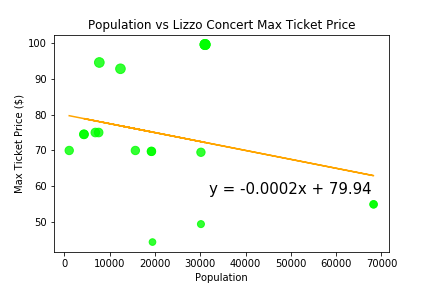 Population vs Lizzo Concert Max Ticket Price
Max Ticket Price ($)
100
90
80
70
60
50
y = -0.0002x + 79.94
0 10000 20000 30000 40000 50000 60000 70000
Population